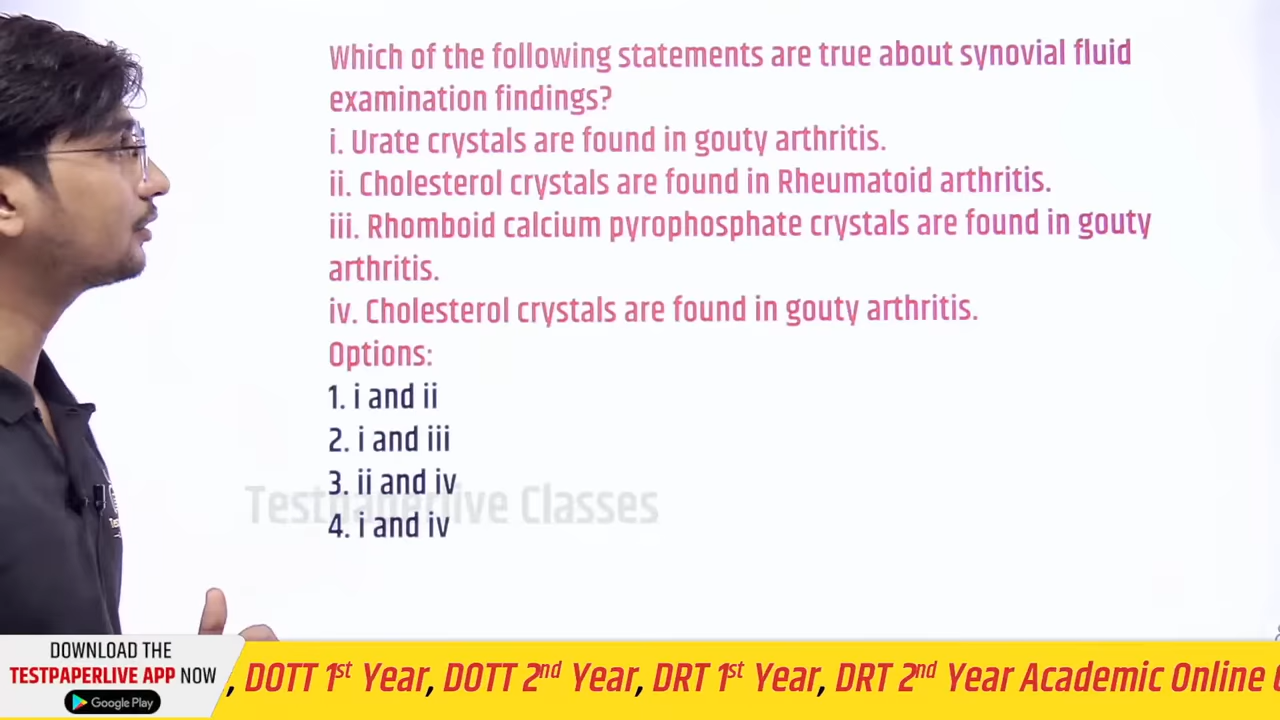 Which of the following statements are true about synovial fluid
examination findings?
i. Urate crystals are found in gouty arthritis.
ii. Cholesterol crystals are found in Rheumatoid arthritis.
iii. Rhomboid calcium pyrophosphate crystals are found in gouty
arthritis.
iv. Cholesterol crystals are found in gouty arthritis.
Options:
1. i and ii
2. i and iii
3. ii and iv
Testpaperlive Classes
4. i and iv
DOWNLOAD THE
TESTPAPERLIVE APP NOW
Google Play
, DOTT 1st Year, DOTT 2nd Year, DRT 1st Year, DRT 2nd Year Academic Online